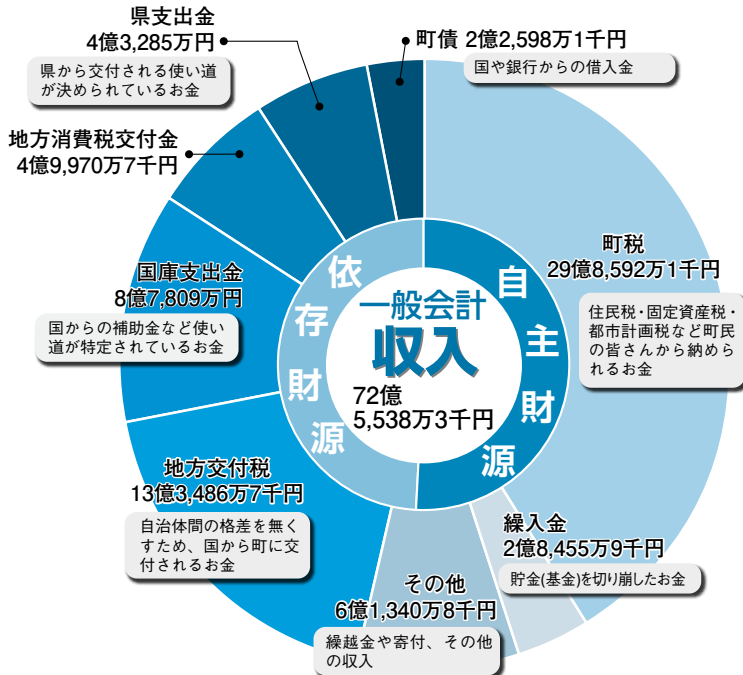 県支出金
4億3,285万円
県から交付される使い道
が決められているお金
町債 2億2,598万1千円
国や銀行からの借入金
地方消費税交付金
4億9,970万7千円
国庫支出金
8億7,809万円
国からの補助金など使い
道が特定されているお金
地方交付税
13億3,486万7千円
自治体間の格差を無く
すため、国から町に交
付されるお金
依存財源
一般会計
収入
72億
5,538万3千円
自主財源
町税
29億8,592万1千円
住民税・固定資産税・
都市計画税など町民
の皆さんから納めら
れるお金
繰入金
2億8,455万9千円
貯金(基金)を切り崩したお金
その他
6億1,340万8千円
繰越金や寄付、その他
の収入